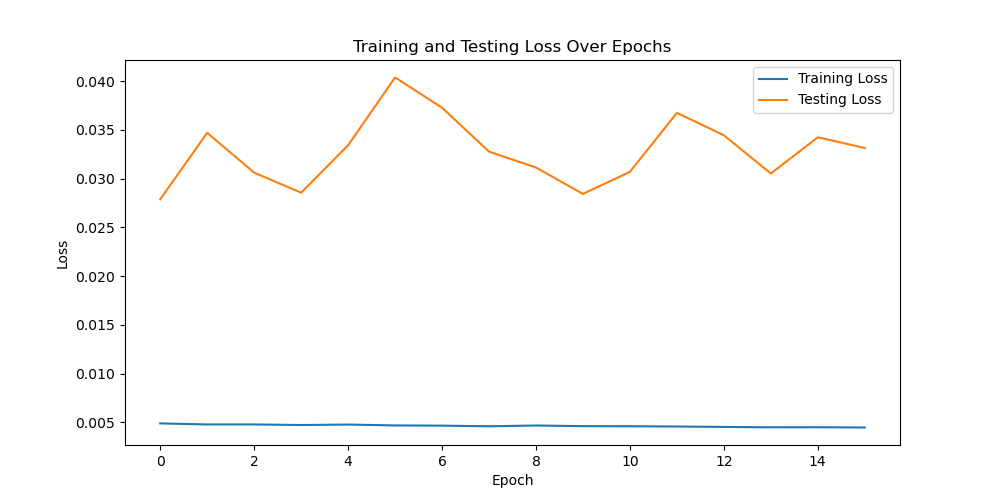 Training and Testing Loss Over Epochs
Training Loss
Testing Loss
0.040
0.035
0.030
0.025
0.020
0.015
0.010
0.005
Loss
0 2 4 6 8 10 12 14
Epoch